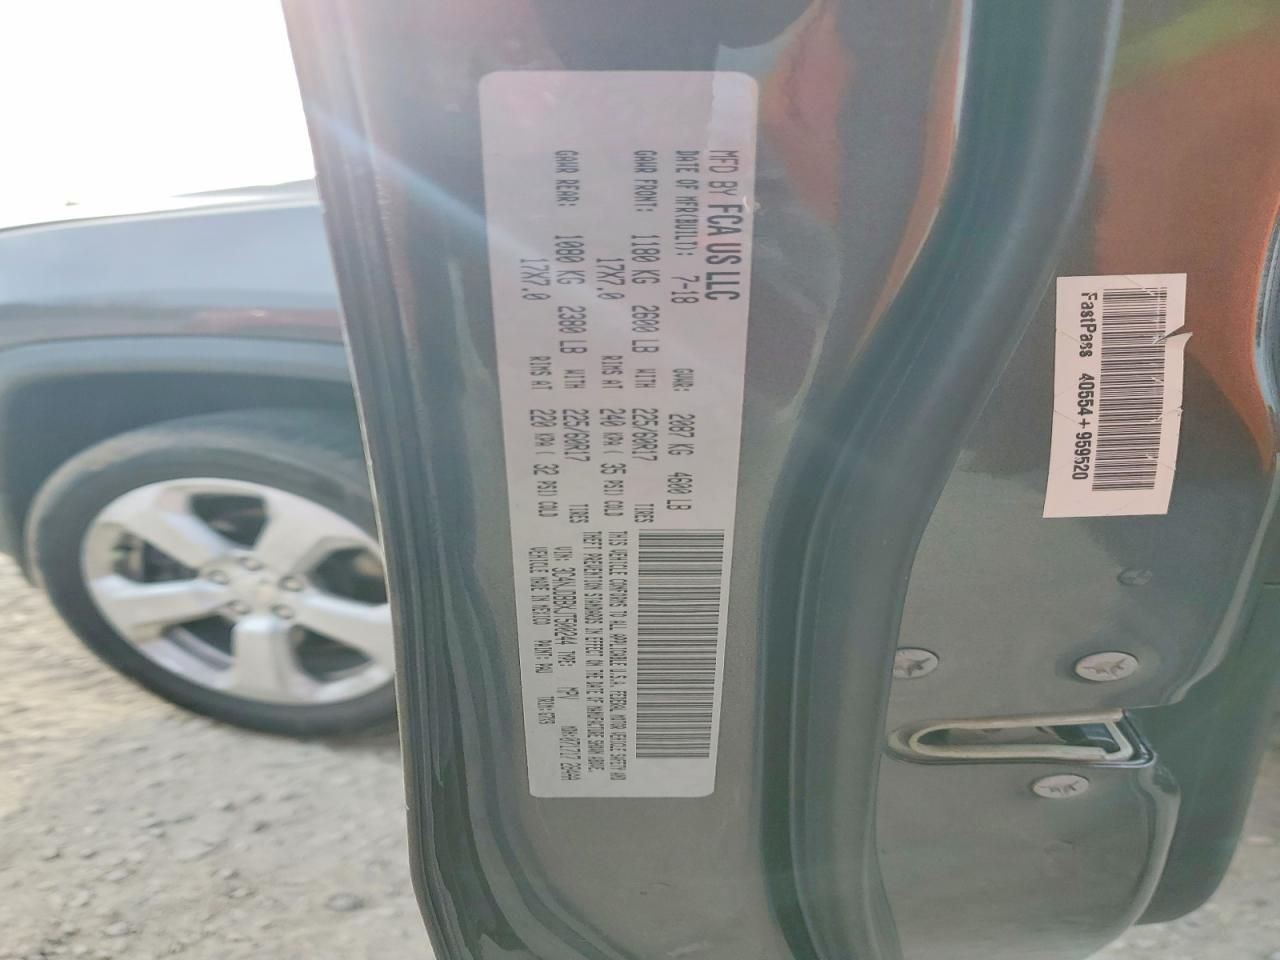 MFD BY FCA US LLC
DATE OF MFR(BUILT): 7-18 GVWR: 2087 KG 4600 LB
GAWR FRONT: 1180 KG 2600 LB WITH 225/60R17 TIRES
17X7.0 RIMS AT 240 KPA( 35 PSI) COLD
GAWR REAR: 1080 KG 2380 LB WITH 225/60R17 TIRES
17X7.0 RIMS AT 220 KPA( 32 PSI) COLD
THIS VEHICLE CONFORMS TO ALL APPLICABLE U.S.A. FEDERAL MOTOR VEHICLE SAFETY AND
THEFT PREVENTION STANDARDS IN EFFECT ON THE DATE OF MANUFACTURE SHOWN ABOVE.
VIN: 3C4NJDBBXJT500244 TYPE: MPV
VEHICLE MADE IN MEXICO PAINT: PAU
FastPass 40554+959520